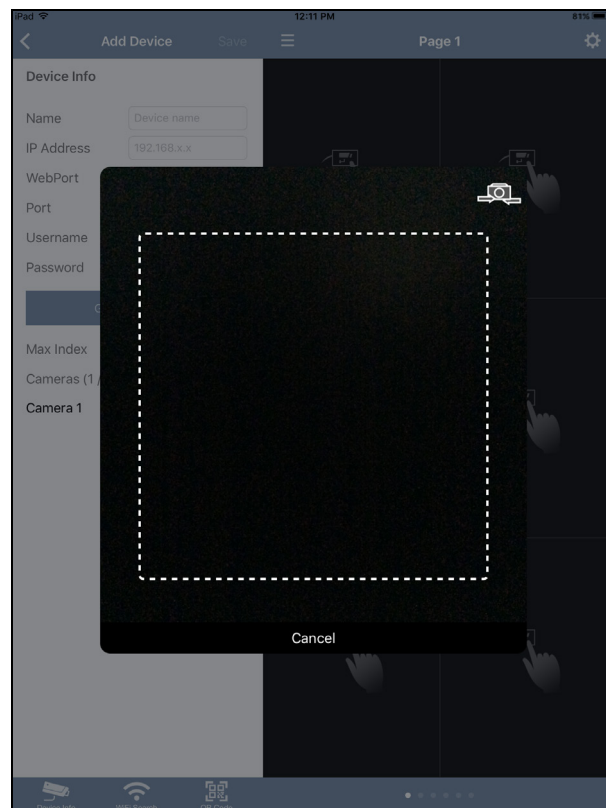 iPad 12:11 PM 81%
Add Device Save Page 1
Device Info
Name Device name
IP Address 192.168.x.x
WebPort
Port
Username
Password
Max Index
Cameras (1 /
Camera 1
Cancel
Device Info WiFi Search QR Code